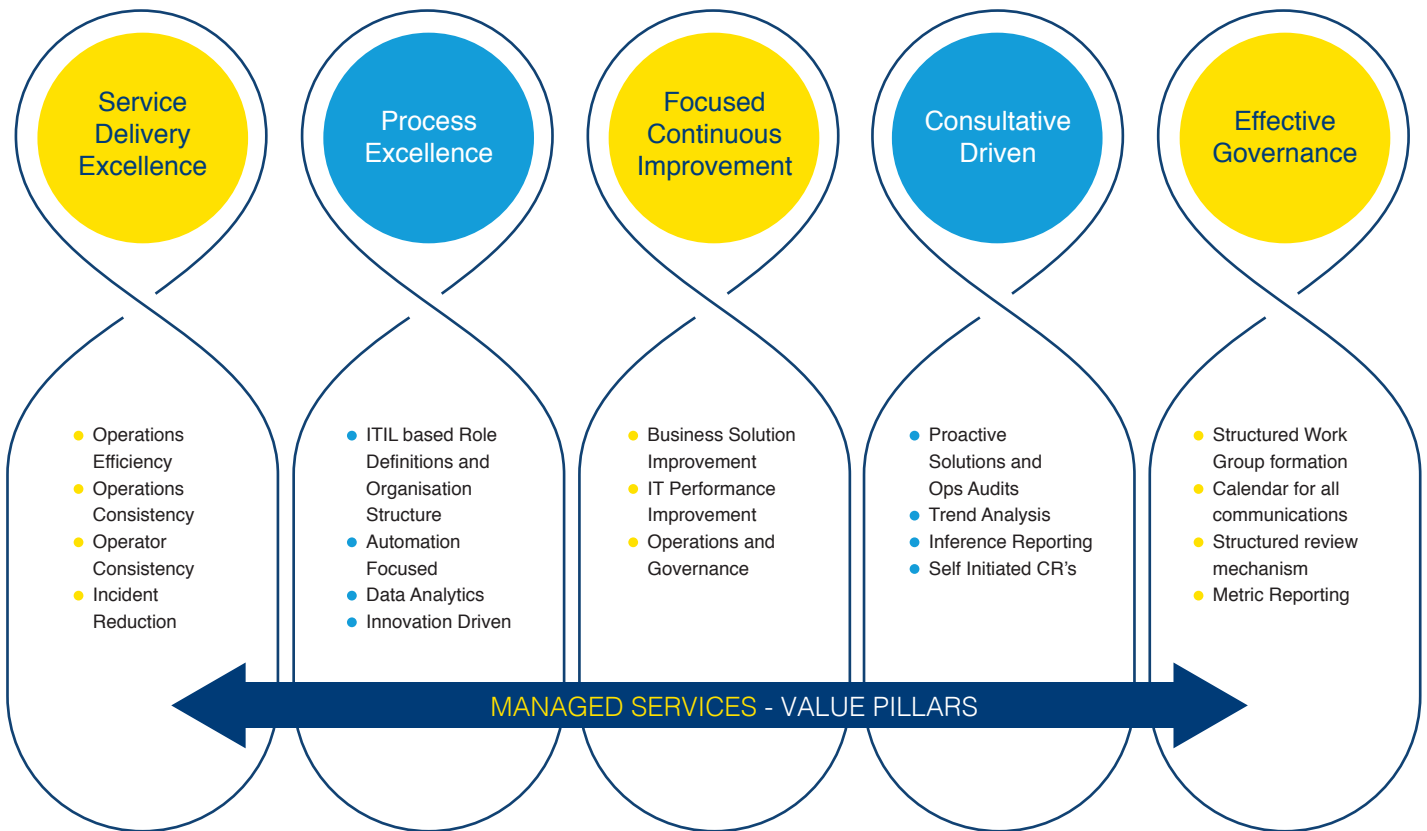 Service
Delivery
Excellence
Process
Excellence
Focused
Continuous
Improvement
Consultative
Driven
Effective
Governance
Operations
Efficiency
Operations
Consistency
Operator
Consistency
Incident
Reduction
ITIL based Role
Definitions and
Organisation
Structure
Automation
Focused
Data Analytics
Innovation Driven
Business Solution
Improvement
IT Performance
Improvement
Operations and
Governance
Proactive
Solutions and
Ops Audits
Trend Analysis
Inference Reporting
Self Initiated CR’s
Structured Work
Group formation
Calendar for all
communications
Structured review
mechanism
Metric Reporting
MANAGED SERVICES - VALUE PILLARS